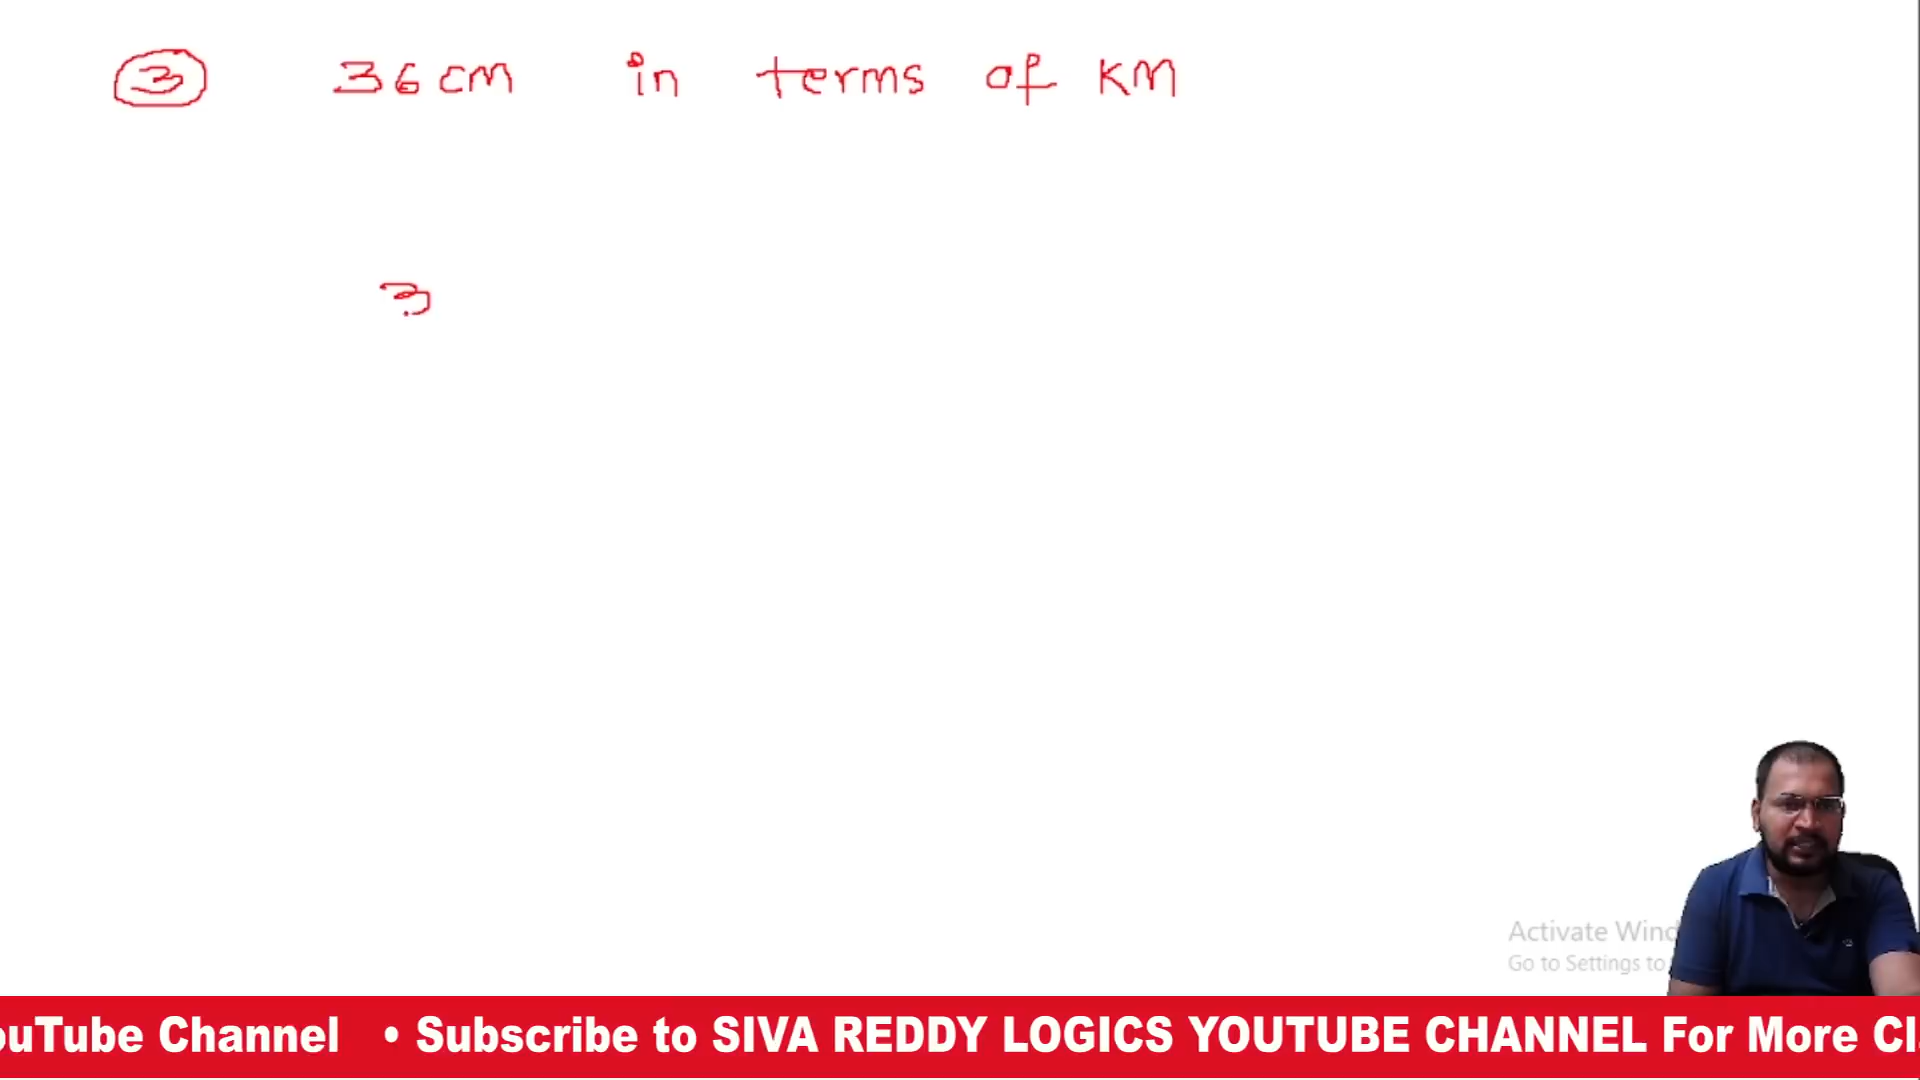 3 36 cm in terms of KM
3
Activate Wind
Go to Settings to
ouTube Channel • Subscribe to SIVA REDDY LOGICS YOUTUBE CHANNEL For More Cl